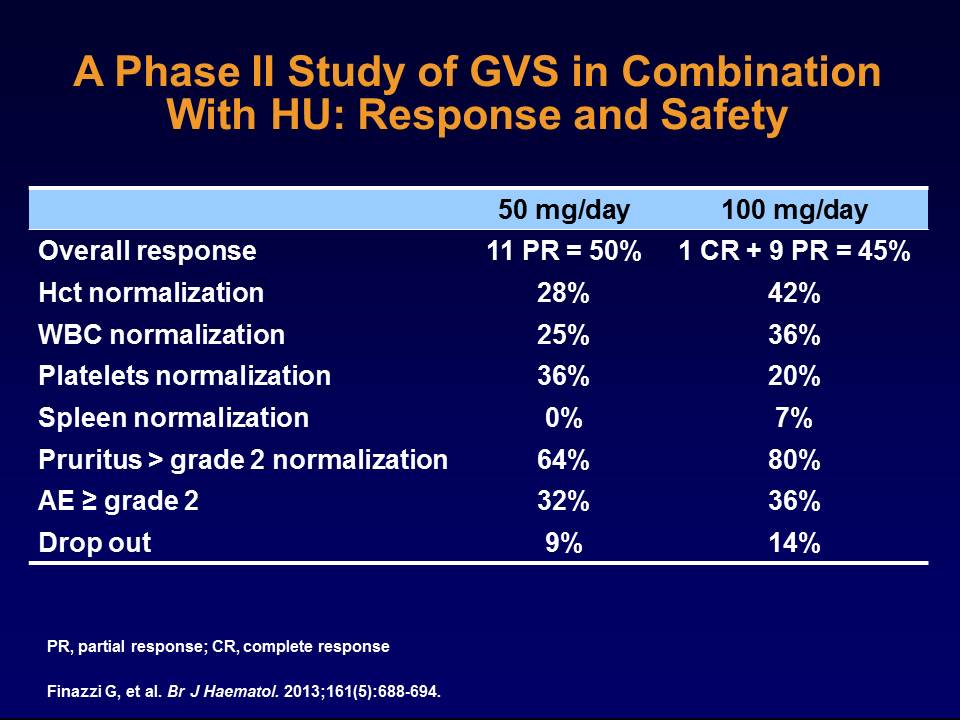 A Phase II Study of GVS in Combination
With HU: Response and Safety
50 mg/day 100 mg/day
Overall response 11 PR = 50% 1 CR + 9 PR = 45%
Hct normalization 28% 42%
WBC normalization 25% 36%
Platelets normalization 36% 20%
Spleen normalization 0% 7%
Pruritus > grade 2 normalization 64% 80%
AE ≥ grade 2 32% 36%
Drop out 9% 14%
PR, partial response; CR, complete response
Finazzi G, et al. Br J Haematol. 2013;161(5):688-694.